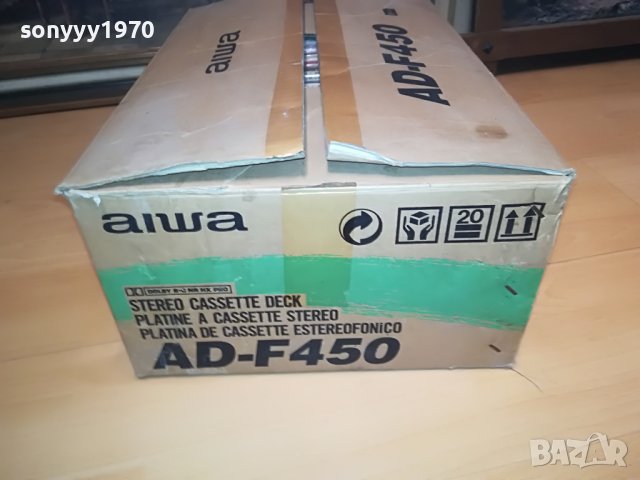 sonyyy1970
aiwa
AD-F450
aiwa
20
DOLBY B-C NR HX PRO
STEREO CASSETTE DECK
PLATINE A CASSETTE STEREO
PLATINA DE CASSETTE ESTEREOFONiCO
AD-F450
BAZAR